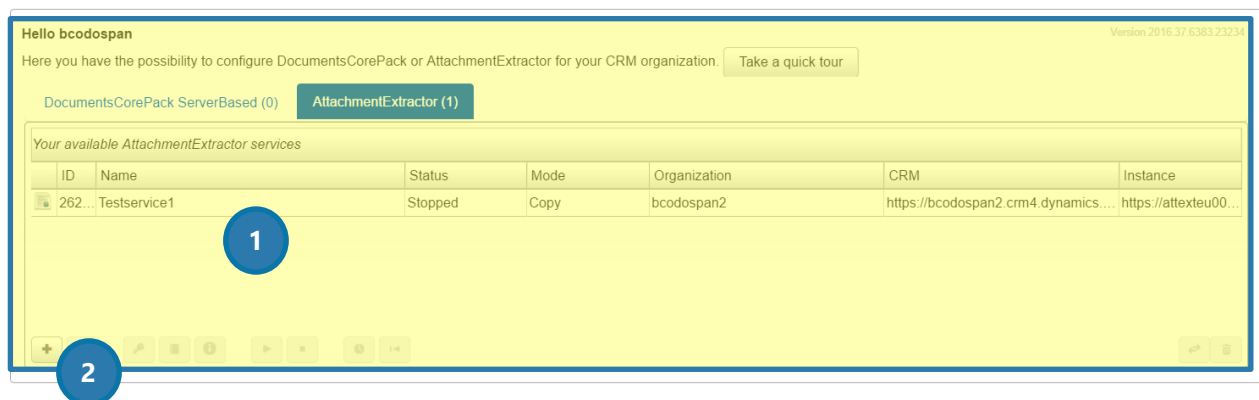 Hello bcodospan
Version 2016.37.6383.23234
Here you have the possibility to configure DocumentsCorePack or AttachmentExtractor for your CRM organization. Take a quick tour
DocumentsCorePack ServerBased (0) AttachmentExtractor (1)
Your available AttachmentExtractor services
ID Name Status Mode Organization CRM Instance
262... Testservice1 Stopped Copy bcodospan2 https://bcodospan2.crm4.dynamics.... https://attexteu00...
1
2